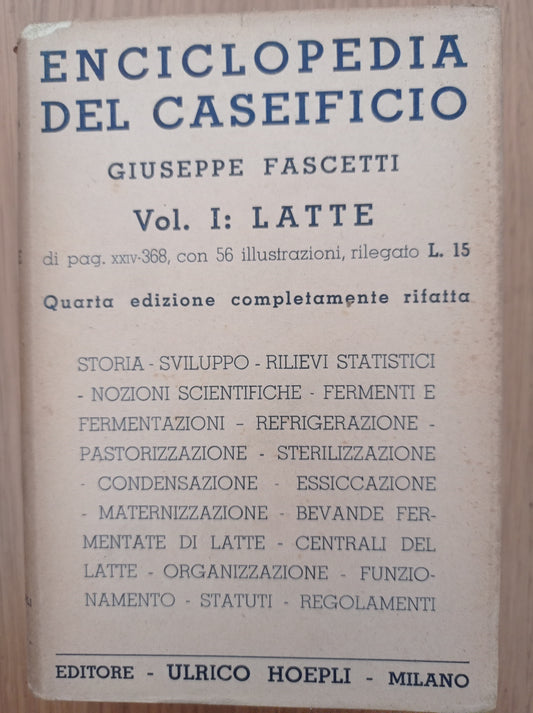 ENCICLOPEDIA
DEL CASEIFICIO
GIUSEPPE FASCETTI
Vol. I: LATTE
di pag. XXIV-368, con 56 illustrazioni, rilegato L. 15
Quarta edizione completamente rifatta
STORIA - SVILUPPO - RILIEVI STATISTICI
- NOZIONI SCIENTIFICHE - FERMENTI E
FERMENTAZIONI - REFRIGERAZIONE -
PASTORIZZAZIONE - STERILIZZAZIONE
- CONDENSAZIONE - ESSICCAZIONE
- MATERNIZZAZIONE - BEVANDE FER-
MENTATE DI LATTE - CENTRALI DEL
LATTE - ORGANIZZAZIONE - FUNZIO-
NAMENTO - STATUTI - REGOLAMENTI
EDITORE - ULRICO HOEPLI - MILANO